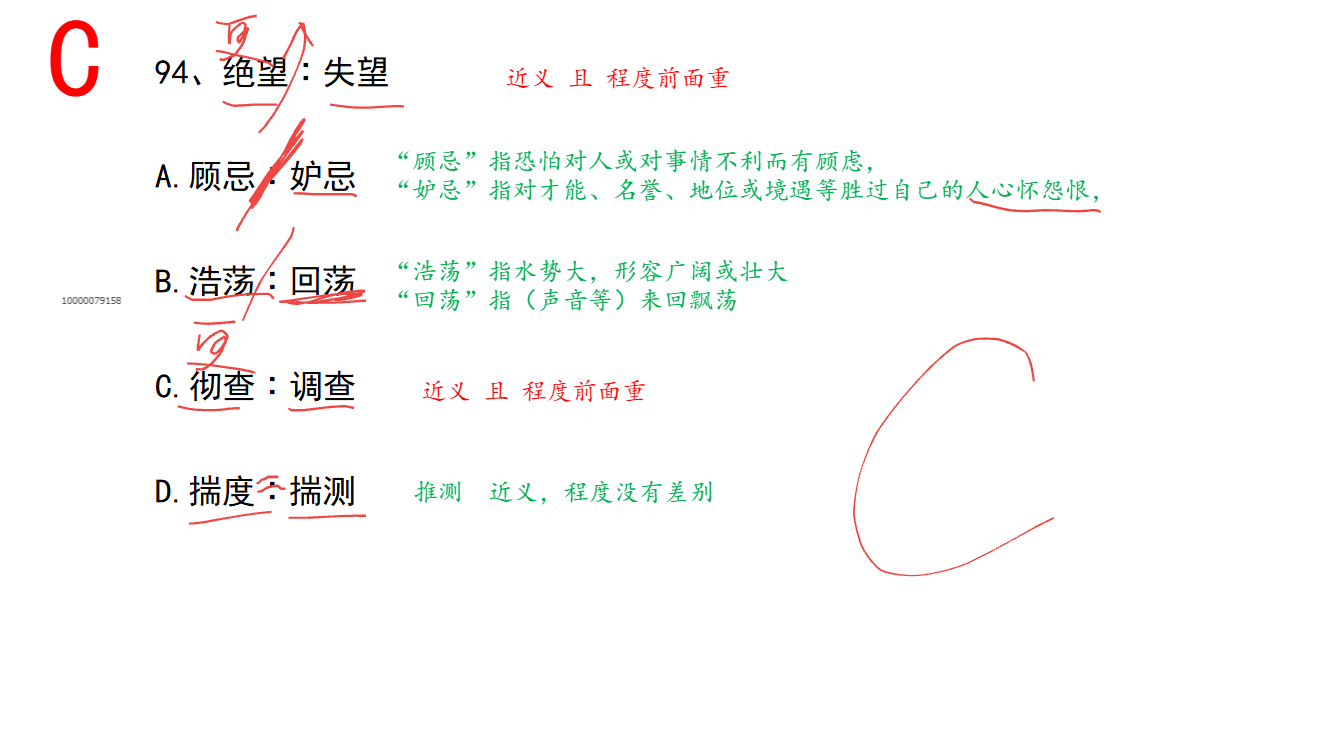 C
重
94、绝望：失望
近义 且 程度前面重
A.顾忌：妒忌
“顾忌”指恐怕对人或对事情不利而有顾虑，
“妒忌”指对才能、名誉、地位或境遇等胜过自己的人心怀怨恨，
B.浩荡：回荡
“浩荡”指水势大，形容广阔或壮大
“回荡”指（声音等）来回飘荡
10000079158
重
C.彻查：调查
近义 且 程度前面重
D.揣度：揣测
推测 近义，程度没有差别
C